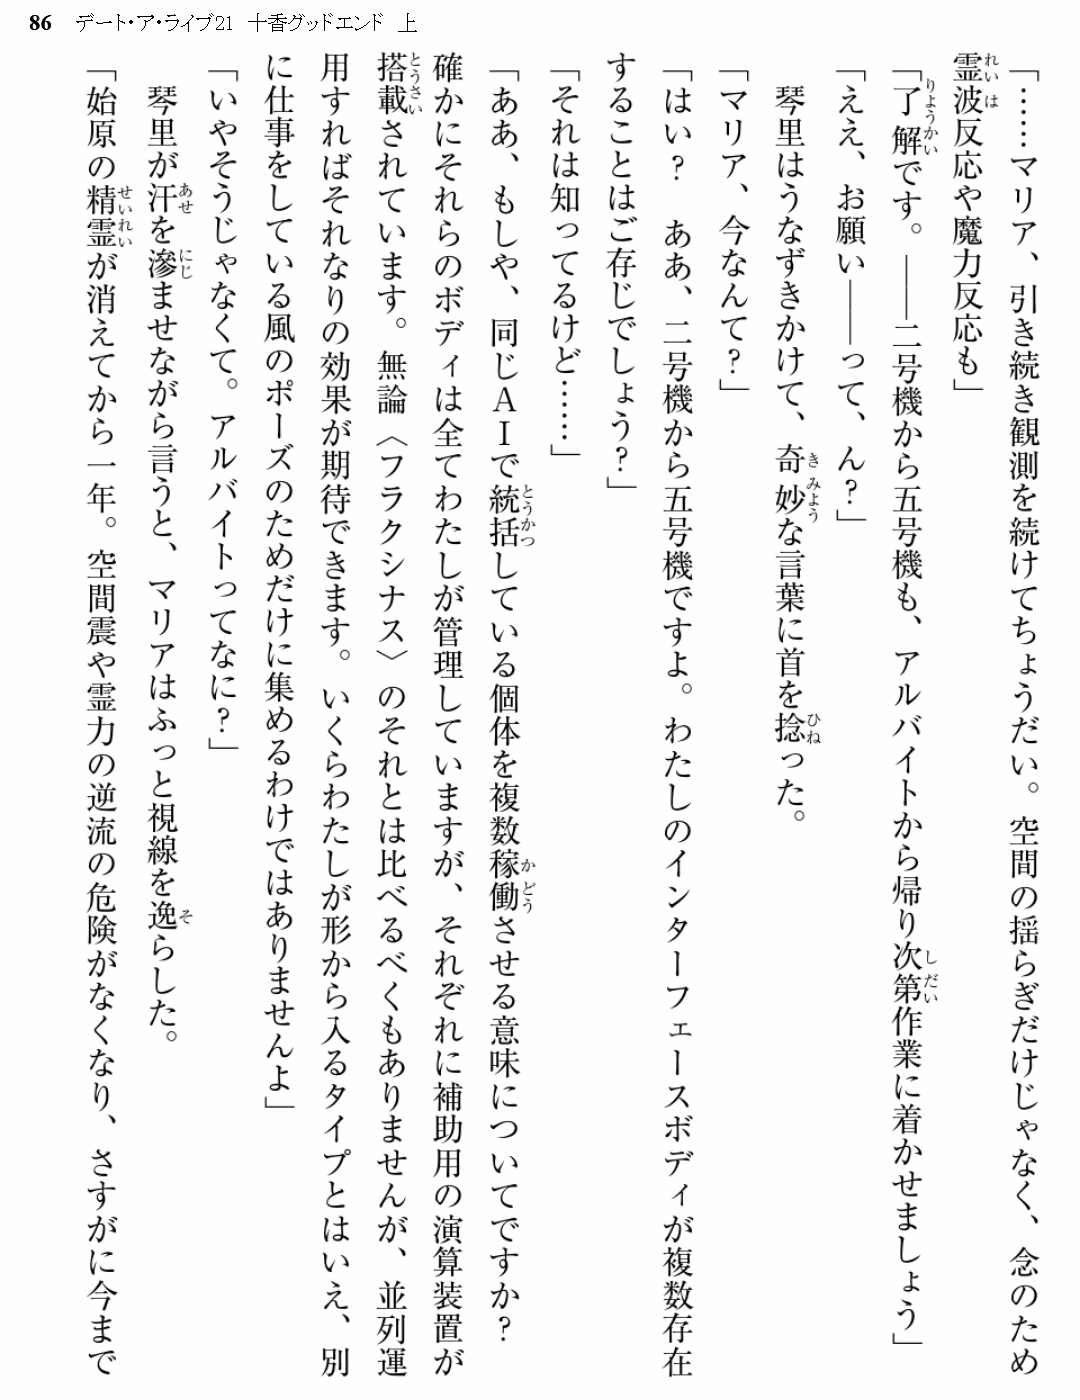 86 デート・ア・ライブ21 十香グッドエンド 上
「……マリア、引き続き観測を続けてちょうだい。空間の揺らぎだけじゃなく、念のため
霊波反応や魔力反応も」
「了解です。――二号機から五号機も、アルバイトから帰り次第作業に着かせましょう」
「ええ、お願い――って、ん？」
琴里はうなずきかけて、奇妙な言葉に首を捻った。
「マリア、今なんて？」
「はい？　ああ、二号機から五号機ですよ。わたしのインターフェースボディが複数存在
することはご存じでしょう？」
「それは知ってるけど……」
「ああ、もしや、同じＡＩで統括している個体を複数稼働させる意味についてですか？
確かにそれらのボディは全てわたしが管理していますが、それぞれに補助用の演算装置が
搭載されています。無論〈フラクシナス〉のそれとは比べるべくもありませんが、並列運
用すればそれなりの効果が期待できます。いくらわたしが形から入るタイプとはいえ、別
に仕事をしている風のポーズのためだけに集めるわけではありませんよ」
「いやそうじゃなくて。アルバイトってなに？」
琴里が汗を滲ませながら言うと、マリアはふっと視線を逸らした。
「始原の精霊が消えてから一年。空間震や霊力の逆流の危険がなくなり、さすがに今まで